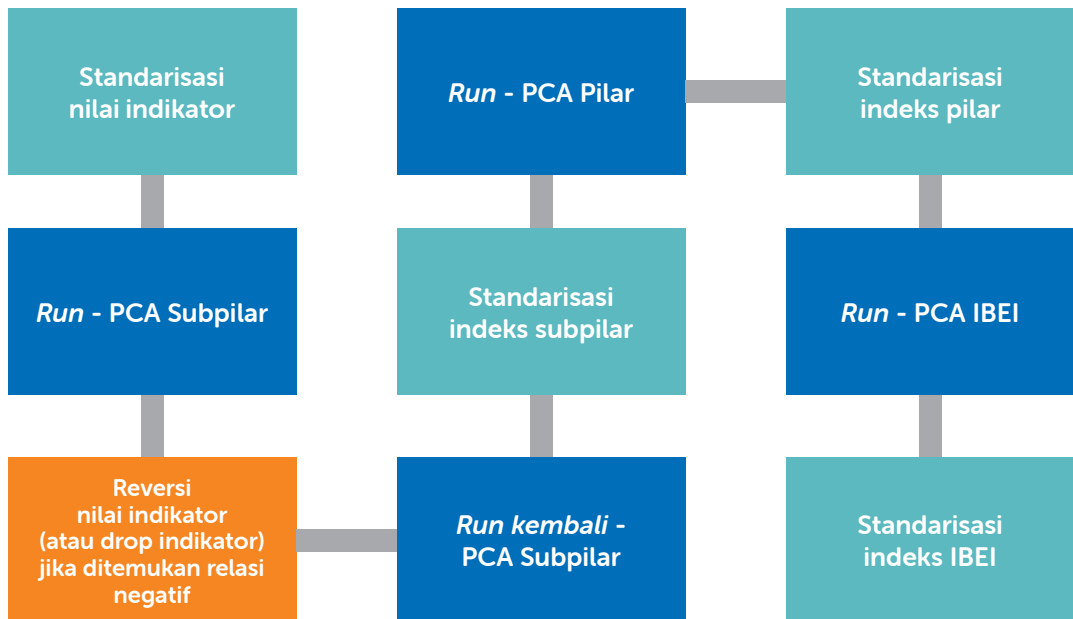 Standarisasi
nilai indikator
Run - PCA Subpilar
Reversi
nilai indikator
(atau drop indikator)
jika ditemukan relasi
negatif
Run kembali -
PCA Subpilar
Standarisasi
indeks subpilar
Run - PCA Pilar
Standarisasi
indeks pilar
Run - PCA IBEI
Standarisasi
indeks IBEI